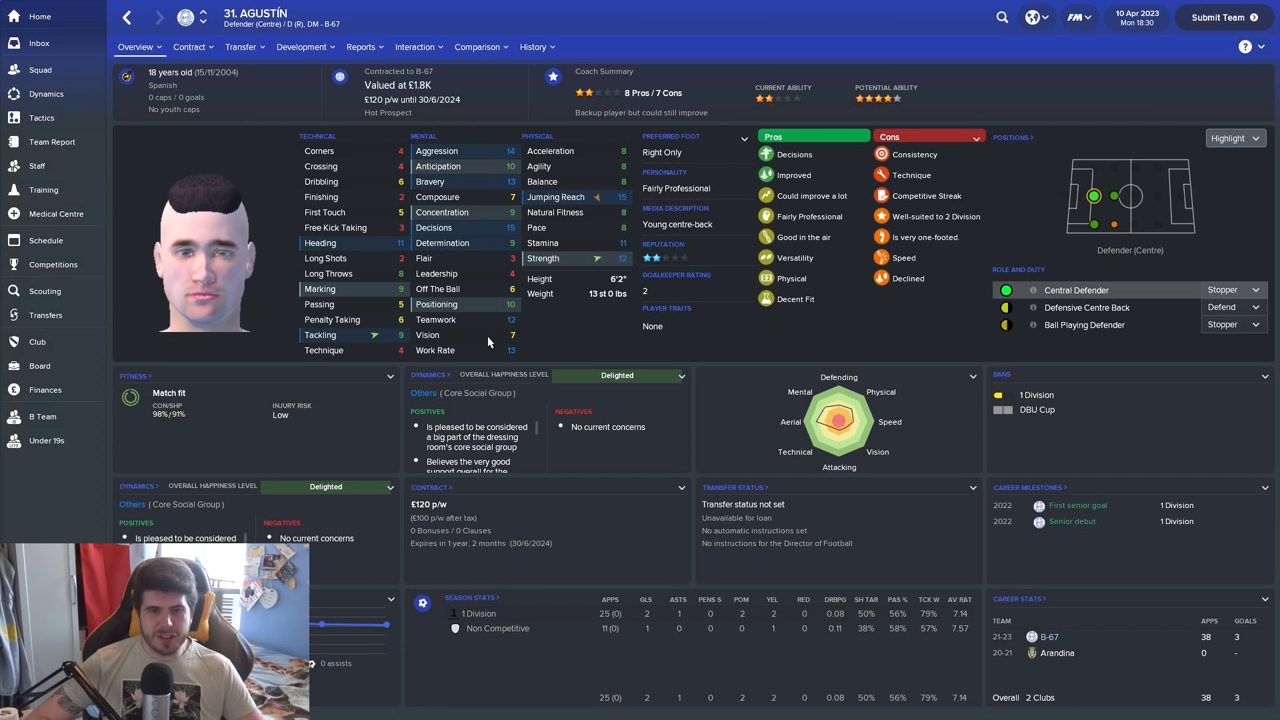 31. AGUSTÍN
Defender (Centre) / D (R), DM - B-67
10 Apr 2023
Mon 18:30
FM
Submit Team
Home
Inbox
Squad
Dynamics
Tactics
Team Report
Staff
Training
Medical Centre
Schedule
Competitions
Scouting
Transfers
Club
Board
Finances
B Team
Under 19s
Overview
Contract
Transfer
Development
Reports
Interaction
Comparison
History
?
18 years old (15/11/2004)
Spanish
0 caps / 0 goals
No youth caps
Contracted to B-67
Valued at £1.8K
£120 p/w until 30/6/2024
Hot Prospect
Coach Summary
8 Pros / 7 Cons
Backup player but could still improve
CURRENT ABILITY
POTENTIAL ABILITY
TECHNICAL
Corners 4
Crossing 4
Dribbling 6
Finishing 2
First Touch 5
Free Kick Taking 3
Heading 11
Long Shots 2
Long Throws 8
Marking 9
Passing 5
Penalty Taking 6
Tackling 9
Technique 4
MENTAL
Aggression 14
Anticipation 10
Bravery 13
Composure 7
Concentration 9
Decisions 15
Determination 9
Flair 3
Leadership 4
Off The Ball 6
Positioning 10
Teamwork 12
Vision 7
Work Rate 13
PHYSICAL
Acceleration 8
Agility 8
Balance 8
Jumping Reach 15
Natural Fitness 8
Pace 8
Stamina 11
Strength 12
Height 6'2"
Weight 13 st 0 lbs
PREFERRED FOOT
Right Only
PERSONALITY
Fairly Professional
MEDIA DESCRIPTION
Young centre-back
REPUTATION
GOALKEEPER RATING
2
PLAYER TRAITS
None
Pros
Decisions
Improved
Could improve a lot
Fairly Professional
Good in the air
Versatility
Physical
Decent Fit
Cons
Consistency
Technique
Competitive Streak
Well-suited to 2 Division
Is very one-footed.
Speed
Declined
POSITIONS >
Highlight
Defender (Centre)
ROLE AND DUTY
Central Defender Stopper
Defensive Centre Back Defend
Ball Playing Defender Stopper
FITNESS >
Match fit
CON/SHP
98%/91%
INJURY RISK
Low
DYNAMICS > OVERALL HAPPINESS LEVEL Delighted
Others ( Core Social Group )
POSITIVES
Is pleased to be considered
a big part of the dressing
room's core social group
Believes the very good
support overall for the
NEGATIVES
No current concerns
Defending
Physical
Speed
Vision
Attacking
Technical
Aerial
Mental
BANS
1 Division
DBU Cup
DYNAMICS > OVERALL HAPPINESS LEVEL Delighted
Others ( Core Social Group )
POSITIVES
Is pleased to be considered
NEGATIVES
No current concerns
CONTRACT >
£120 p/w
(£100 p/w after tax)
0 Bonuses / 0 Clauses
Expires in 1 year, 2 months (30/6/2024)
TRANSFER STATUS >
Transfer status not set
Unavailable for loan
No automatic instructions set
No instructions for the Director of Football
CAREER MILESTONES >
2022 First senior goal 1 Division
2022 Senior debut 1 Division
0 assists
SEASON STATS > APPS GLS ASTS PENS S POM YEL RED DRBPG SH TAR PAS % TCK W AV RAT
1 Division 25 (0) 2 1 0 2 2 0 0.08 50% 56% 79% 7.14
Non Competitive 11 (0) 1 0 0 0 1 0 0.11 38% 58% 57% 7.57
25 (0) 2 1 0 2 2 0 0.08 50% 56% 79% 7.14
CAREER STATS >
TEAM APPS GOALS
21-23 B-67 38 3
20-21 Arandina 0 -
Overall 2 Clubs 38 3